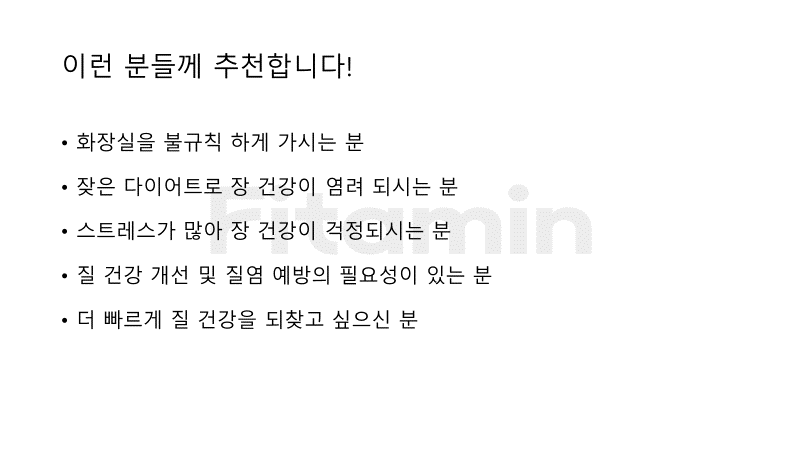 이런 분들께 추천합니다!
• 화장실을 불규칙 하게 가시는 분
• 잦은 다이어트로 장 건강이 염려 되시는 분
• 스트레스가 많아 장 건강이 걱정되시는 분
• 질 건강 개선 및 질염 예방의 필요성이 있는 분
• 더 빠르게 질 건강을 되찾고 싶으신 분
Fitamin